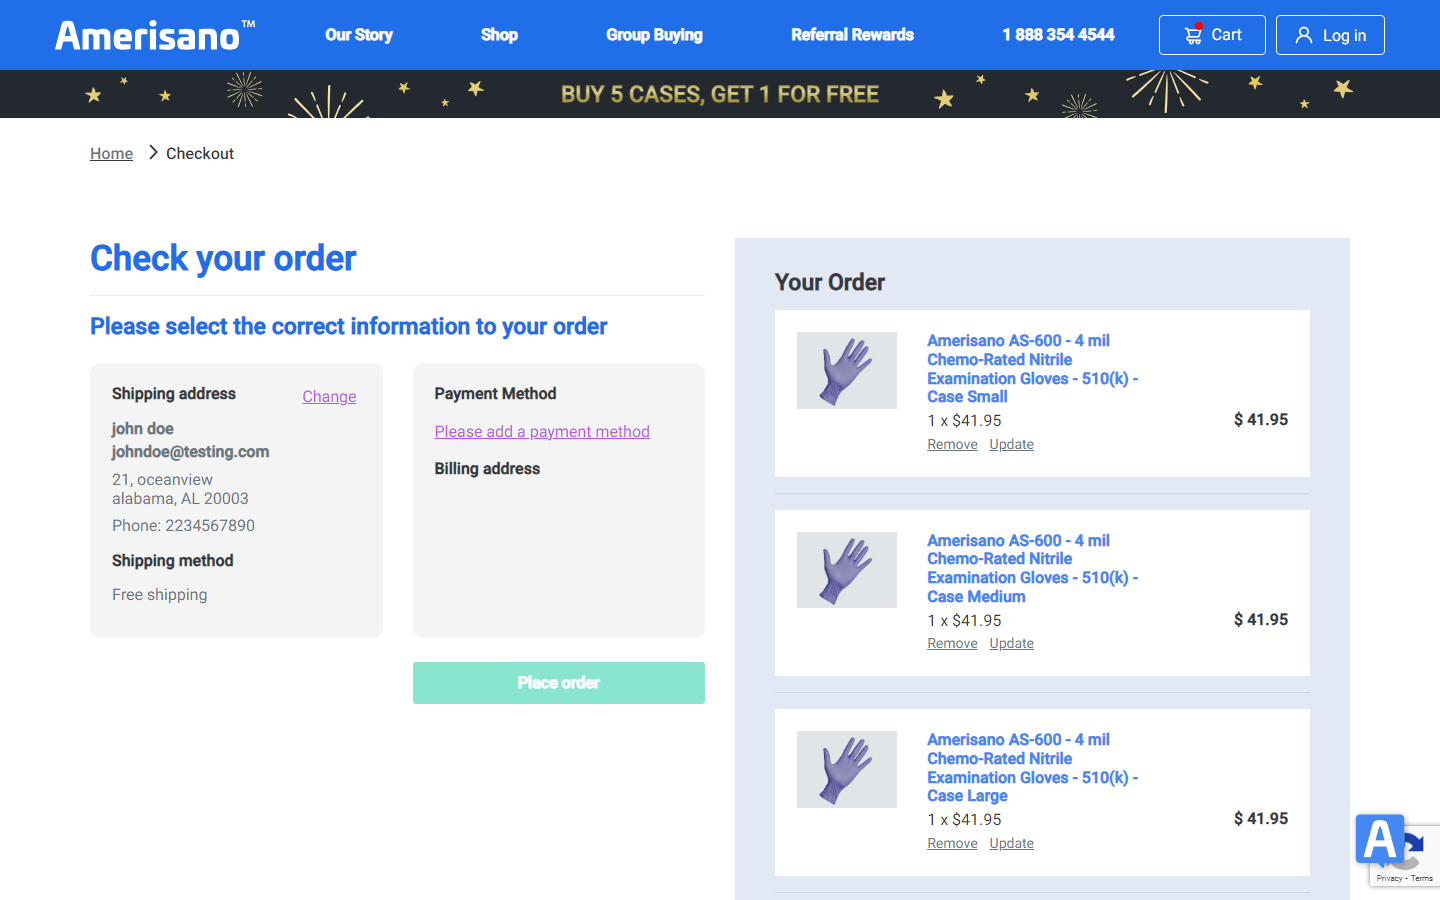 Amerisano™
Our Story
Shop
Group Buying
Referral Rewards
1 888 354 4544
Cart
Log in
BUY 5 CASES, GET 1 FOR FREE
Home
Checkout
Check your order
Please select the correct information to your order
Shipping address
Change
john doe
johndoe@testing.com
21, oceanview
alabama, AL 20003
Phone: 2234567890
Shipping method
Free shipping
Payment Method
Please add a payment method
Billing address
Place order
Your Order
Amerisano AS-600 - 4 mil
Chemo-Rated Nitrile
Examination Gloves - 510(k) -
Case Small
1 x $41.95
$ 41.95
Remove Update
Amerisano AS-600 - 4 mil
Chemo-Rated Nitrile
Examination Gloves - 510(k) -
Case Medium
1 x $41.95
$ 41.95
Remove Update
Amerisano AS-600 - 4 mil
Chemo-Rated Nitrile
Examination Gloves - 510(k) -
Case Large
1 x $41.95
$ 41.95
Remove Update
A
Privacy - Terms